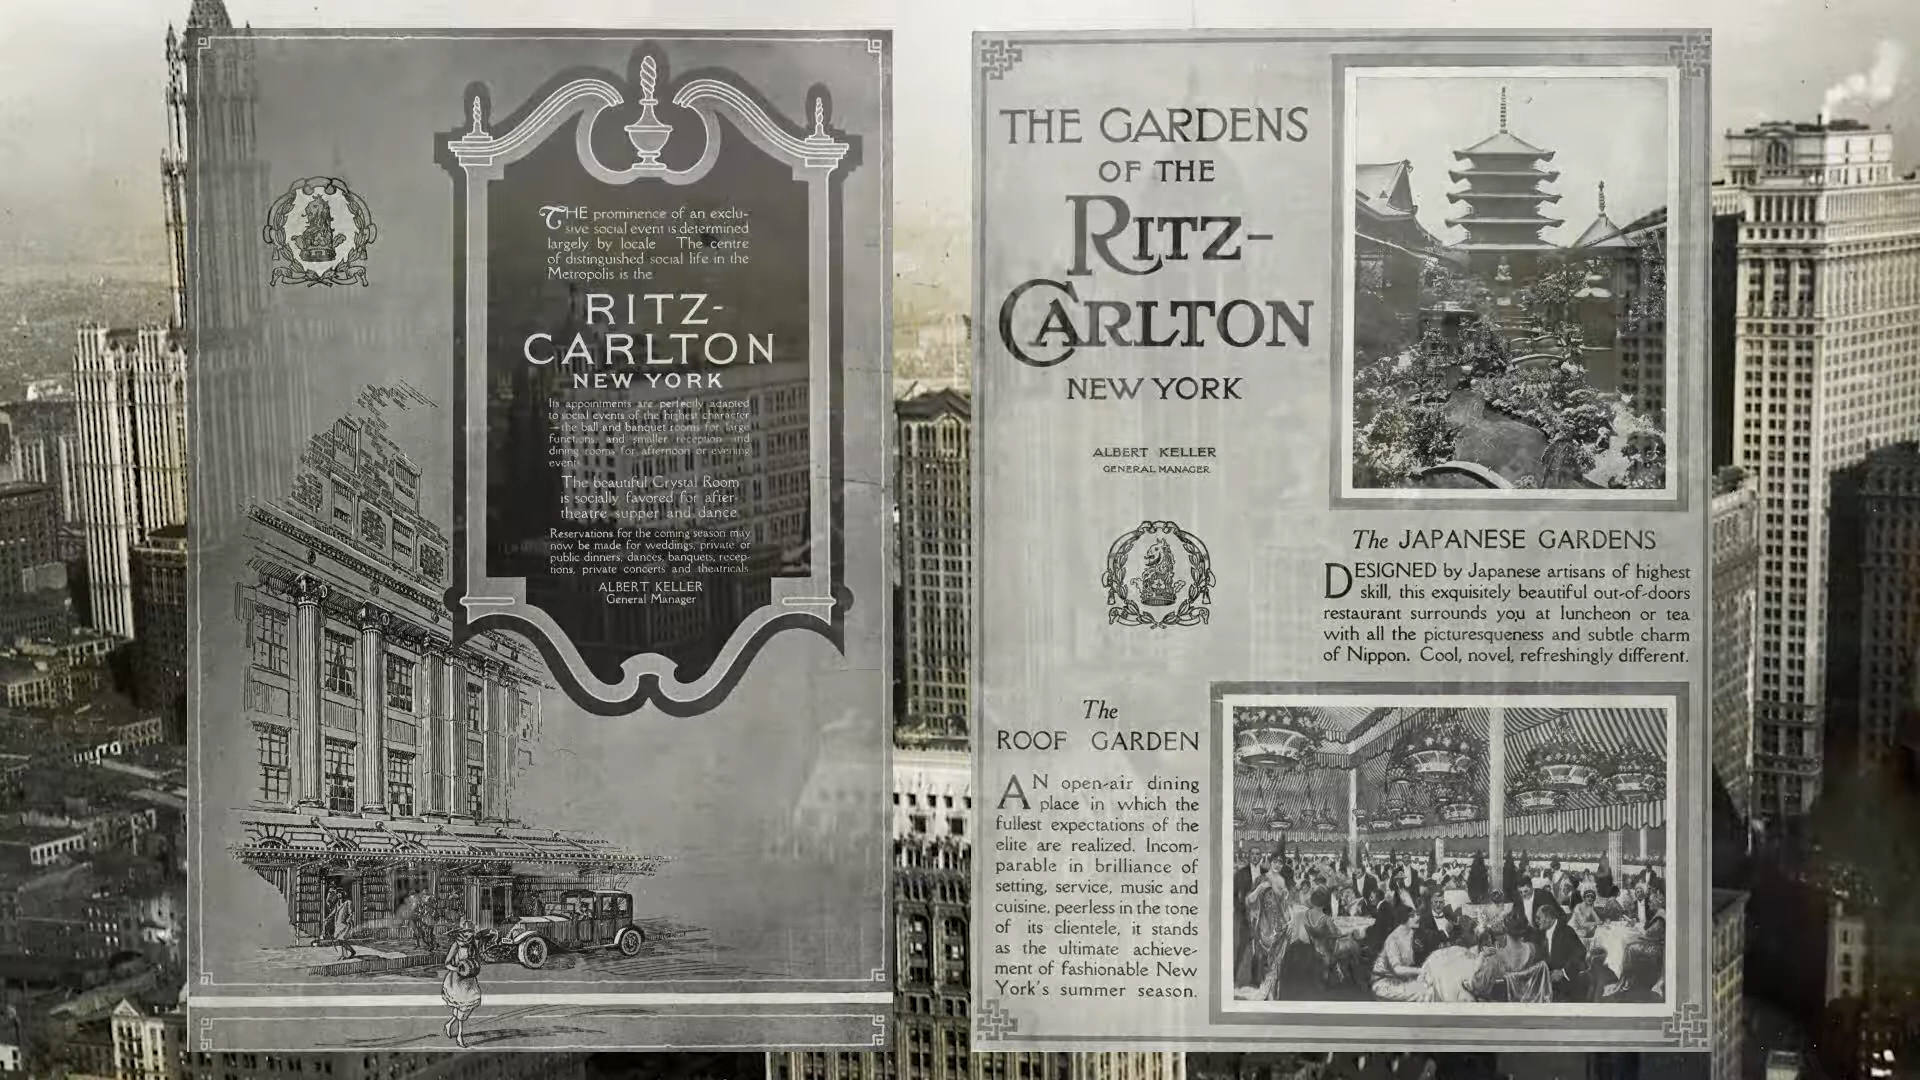 THE prominence of an exclu-
sive social event is determined
largely by locale The centre
of distinguished social life in the
Metropolis is the
RITZ-
CARLTON
NEW YORK
Its appointments are perfectly adapted
to social events of the highest character
—the ball and banquet rooms for large
functions and smaller reception and
dining rooms for afternoon or evening
events
The beautiful Crystal Room
is socially favored for after-
theatre supper and dance
Reservations for the coming season may
now be made for weddings, private or
public dinners, dances, banquets, recep-
tions, private concerts and theatricals
ALBERT KELLER
General Manager
THE GARDENS
OF THE
RITZ-
CARLTON
NEW YORK
ALBERT KELLER
GENERAL MANAGER
The JAPANESE GARDENS
DESIGNED by Japanese artisans of highest
skill, this exquisitely beautiful out-of-doors
restaurant surrounds you at luncheon or tea
with all the picturesqueness and subtle charm
of Nippon. Cool, novel, refreshingly different.
The
ROOF GARDEN
AN open-air dining
place in which the
fullest expectations of the
elite are realized. Incom-
parable in brilliance of
setting, service, music and
cuisine, peerless in the tone
of its clientele, it stands
as the ultimate achieve-
ment of fashionable New
York's summer season.